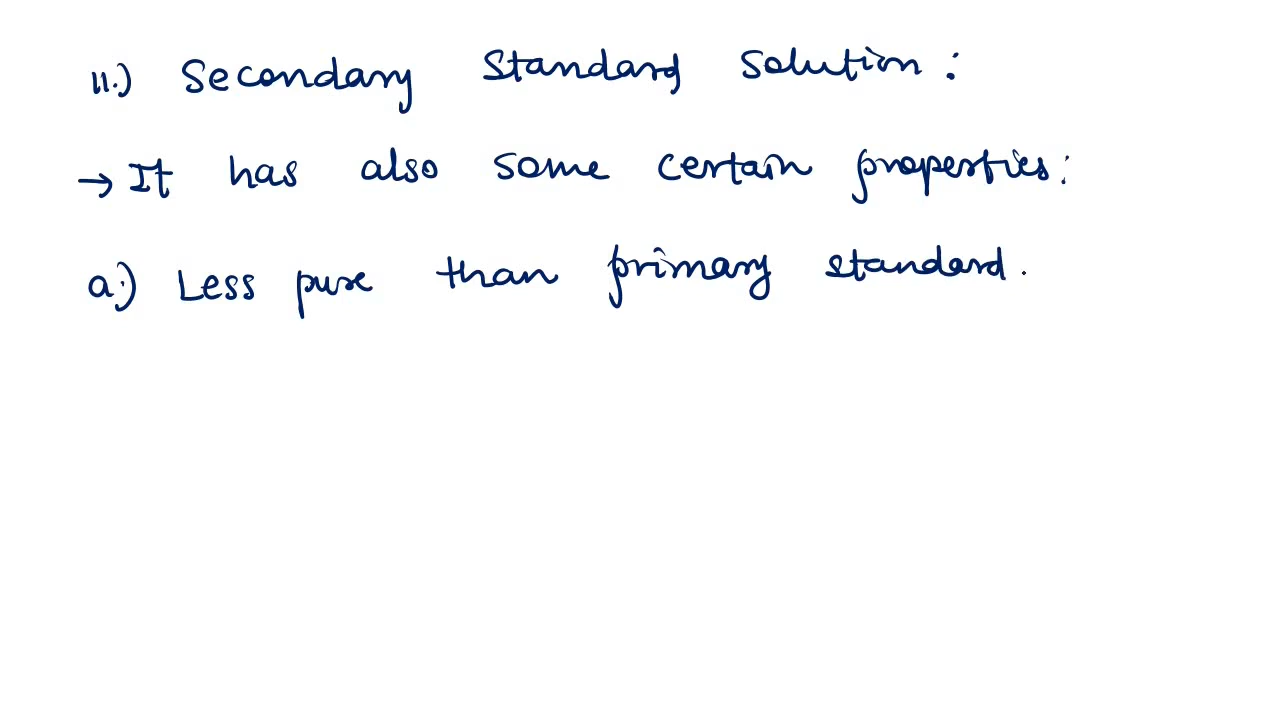 ii.) Secondary Standard Solution :
→ It has also some certain properties :
a.) Less pure than primary standard .